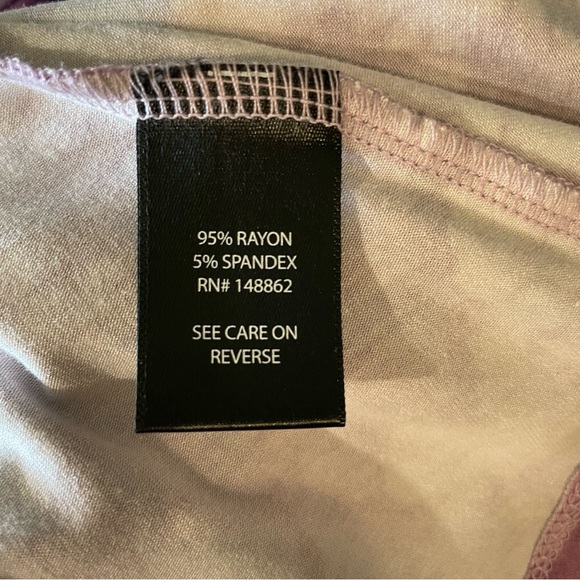 95% RAYON
5% SPANDEX
RN# 148862
SEE CARE ON
REVERSE